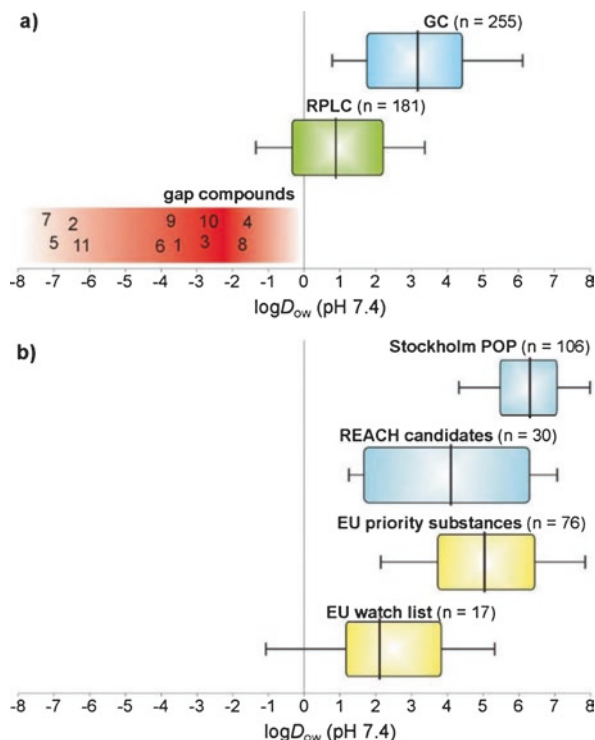 a)
GC (n = 255)
RPLC (n = 181)
gap compounds
7 2 9 10 4
5 11 6 1 3 8
-8 -7 -6 -5 -4 -3 -2 -1 0 1 2 3 4 5 6 7 8
logDow (pH 7.4)
b)
Stockholm POP (n = 106)
REACH candidates (n = 30)
EU priority substances (n = 76)
EU watch list (n = 17)
-8 -7 -6 -5 -4 -3 -2 -1 0 1 2 3 4 5 6 7 8
logDow (pH 7.4)